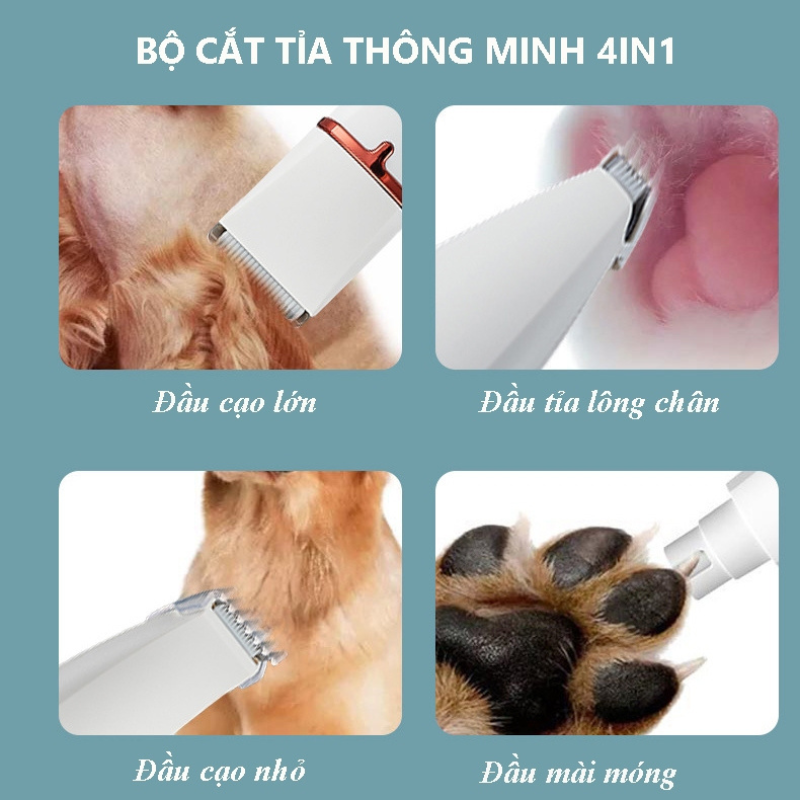 BỘ CẮT TỈA THÔNG MINH 4IN1
Đầu cạo lớn
Đầu tỉa lông chân
Đầu cạo nhỏ
Đầu mài móng